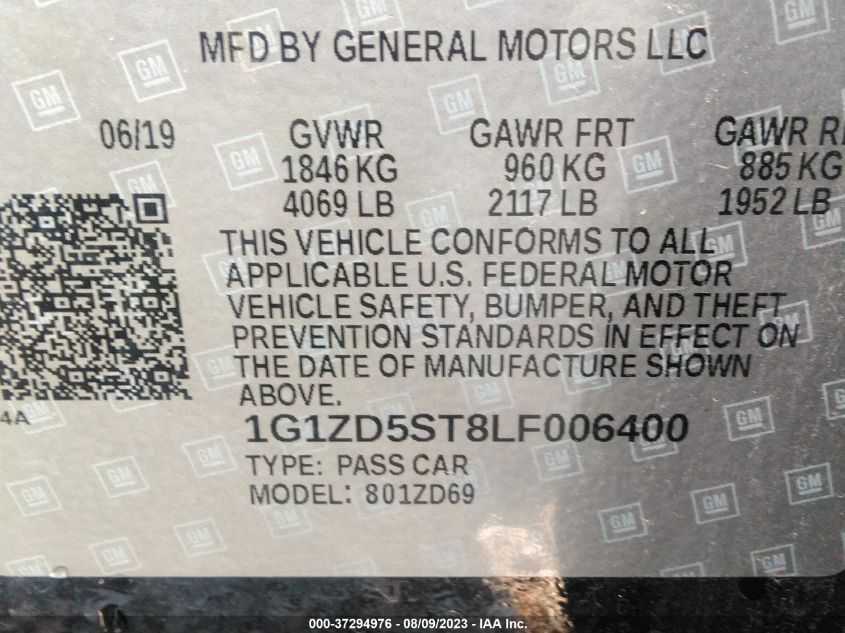 MFD BY GENERAL MOTORS LLC
06/19 GVWR GAWR FRT GAWR
1846 KG 960 KG 885 KG
4069 LB 2117 LB 1952 LB
THIS VEHICLE CONFORMS TO ALL
APPLICABLE U.S. FEDERAL MOTOR
VEHICLE SAFETY, BUMPER, AND THEFT
PREVENTION STANDARDS IN EFFECT ON
THE DATE OF MANUFACTURE SHOWN
ABOVE.
4A
1G1ZD5ST8LF006400
TYPE: PASS CAR
MODEL: 801ZD69
000-37294976 - 08/09/2023 - IAA Inc.